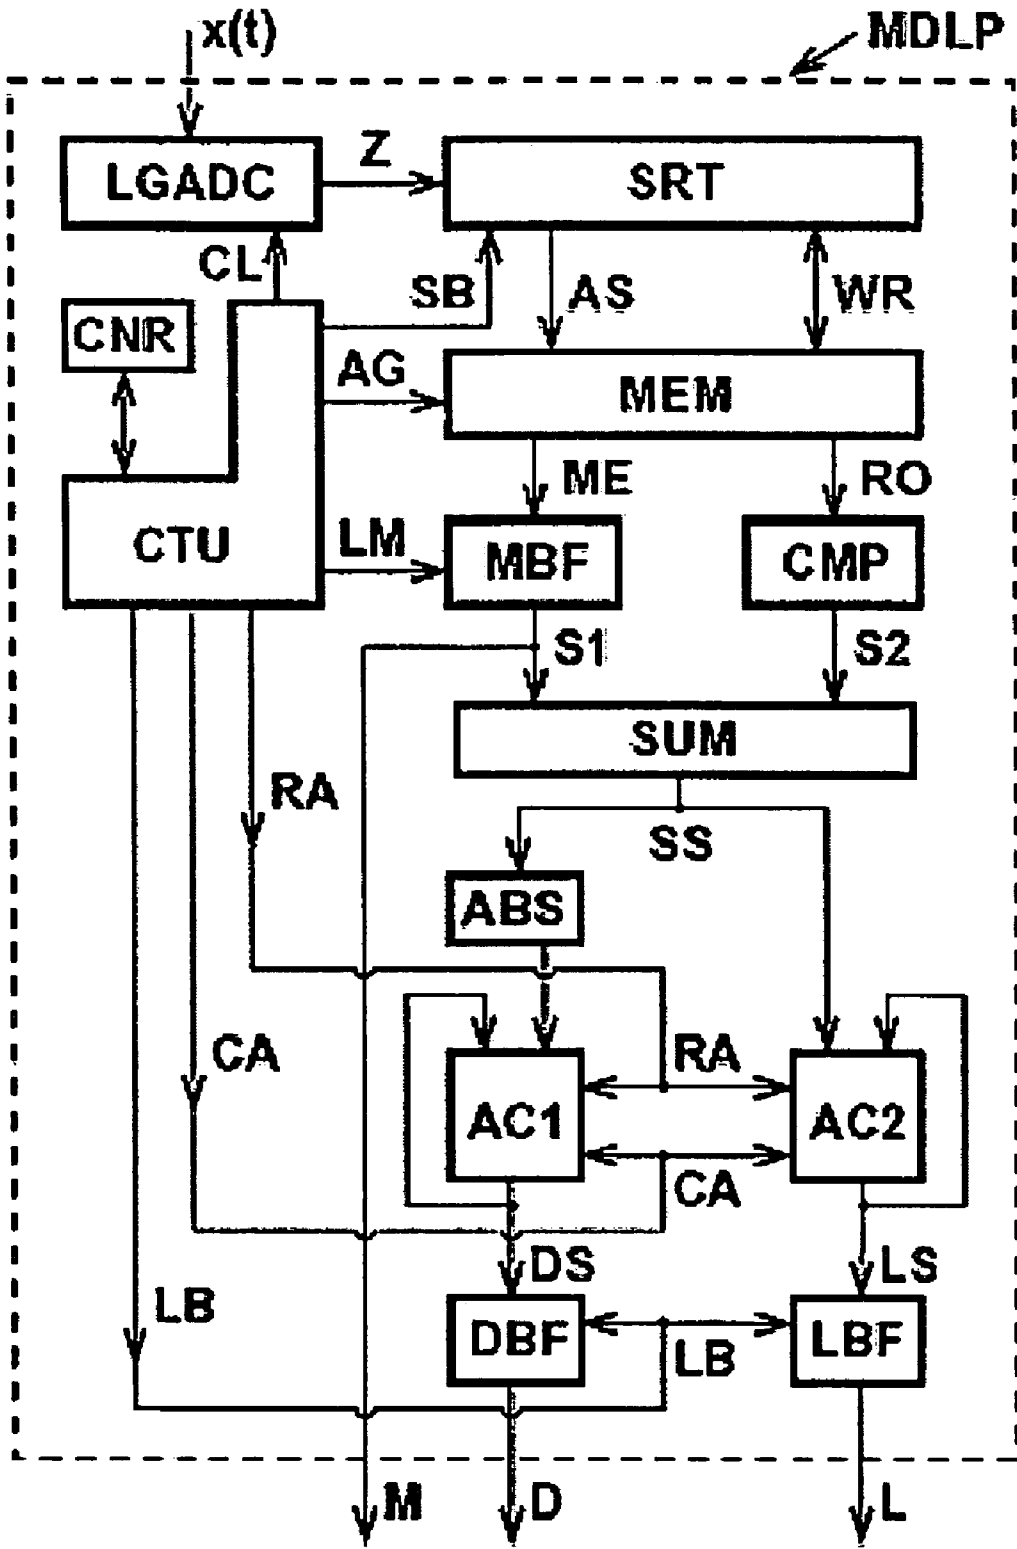 x(t)
MDLP
LGADC
Z
SRT
CL
SB
AS
WR
CNR
AG
MEM
ME
RO
CTU
LM
MBF
CMP
S1
S2
SUM
RA
SS
ABS
CA
RA
AC1
AC2
CA
DS
LS
LB
DBF
LB
LBF
M
D
L